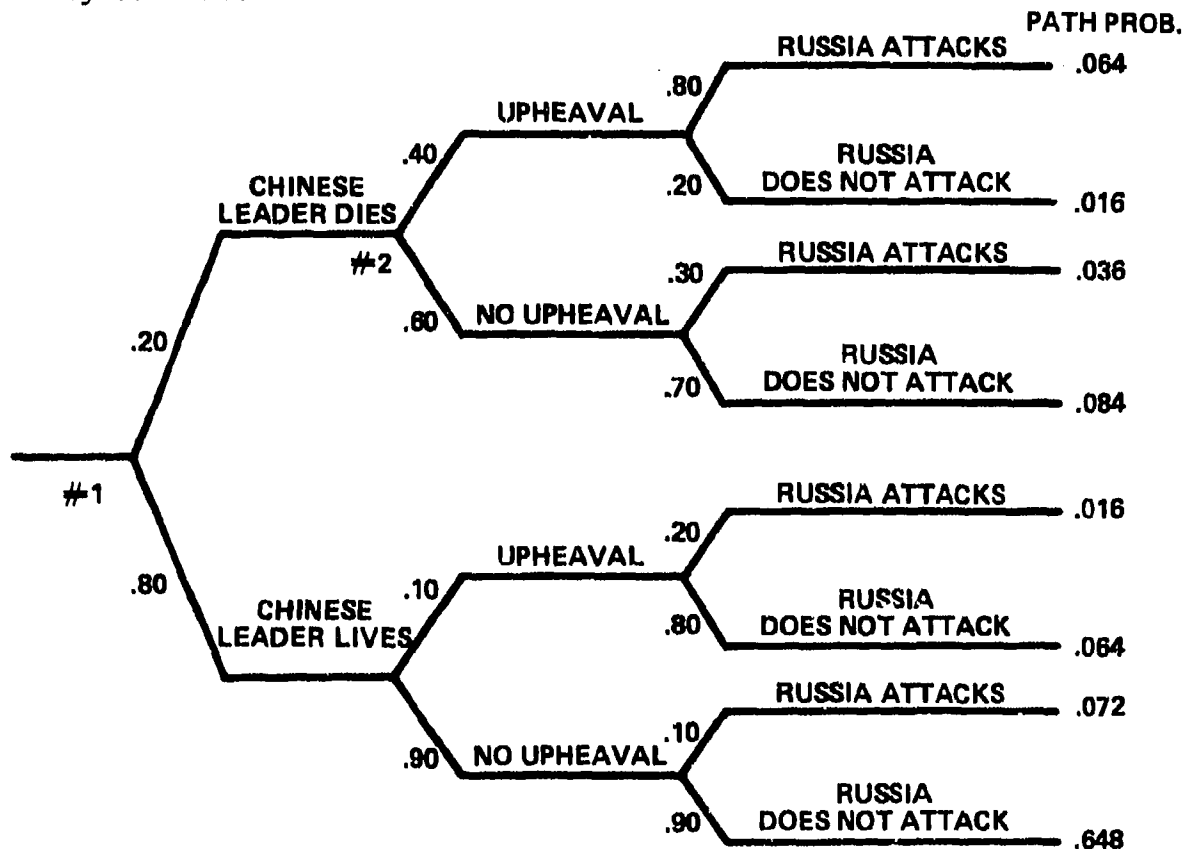 PATH PROB.
RUSSIA ATTACKS
.064
.80
UPHEAVAL
.40
.20
RUSSIA
DOES NOT ATTACK
.016
CHINESE
LEADER DIES
#2
RUSSIA ATTACKS
.036
.30
.60
NO UPHEAVAL
.20
.70
RUSSIA
DOES NOT ATTACK
.084
#1
RUSSIA ATTACKS
.016
.20
UPHEAVAL
.80
.10
CHINESE
LEADER LIVES
.80
RUSSIA
DOES NOT ATTACK
.064
RUSSIA ATTACKS
.072
.10
.90
NO UPHEAVAL
.90
RUSSIA
DOES NOT ATTACK
.648